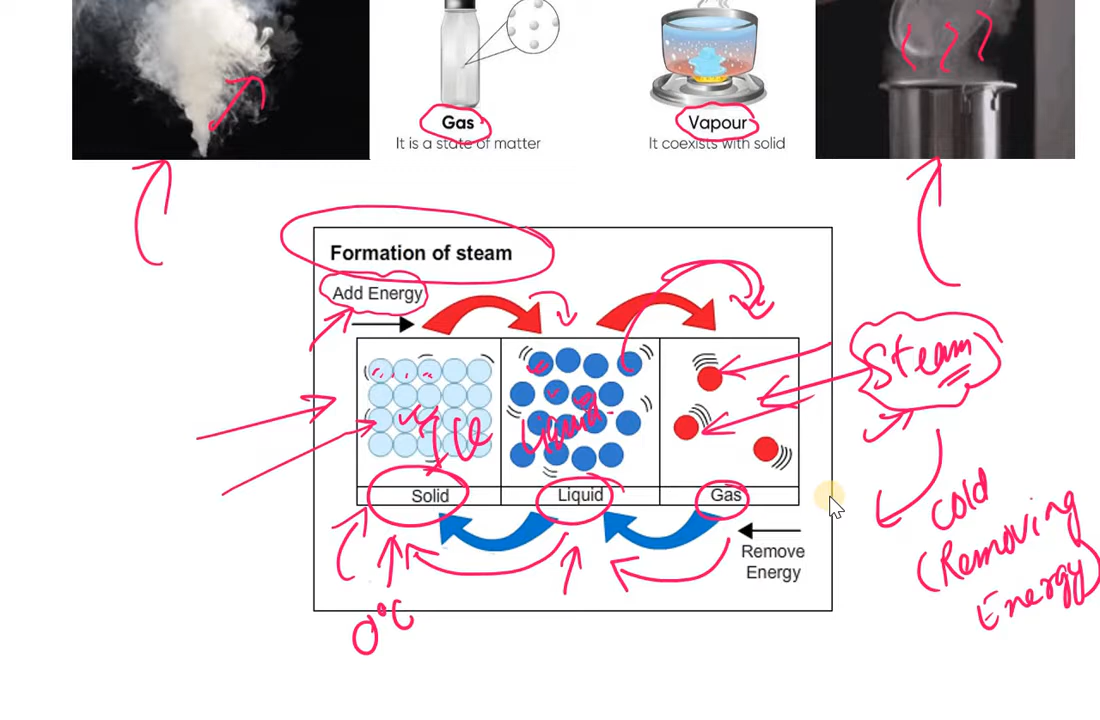 Gas
Vapour
It is a state of matter
It coexists with solid
Formation of steam
Add Energy
Steam
Ice
Liquid
Solid
Liquid
Gas
Remove
Energy
0°C
Cold
(Removing
Energy)